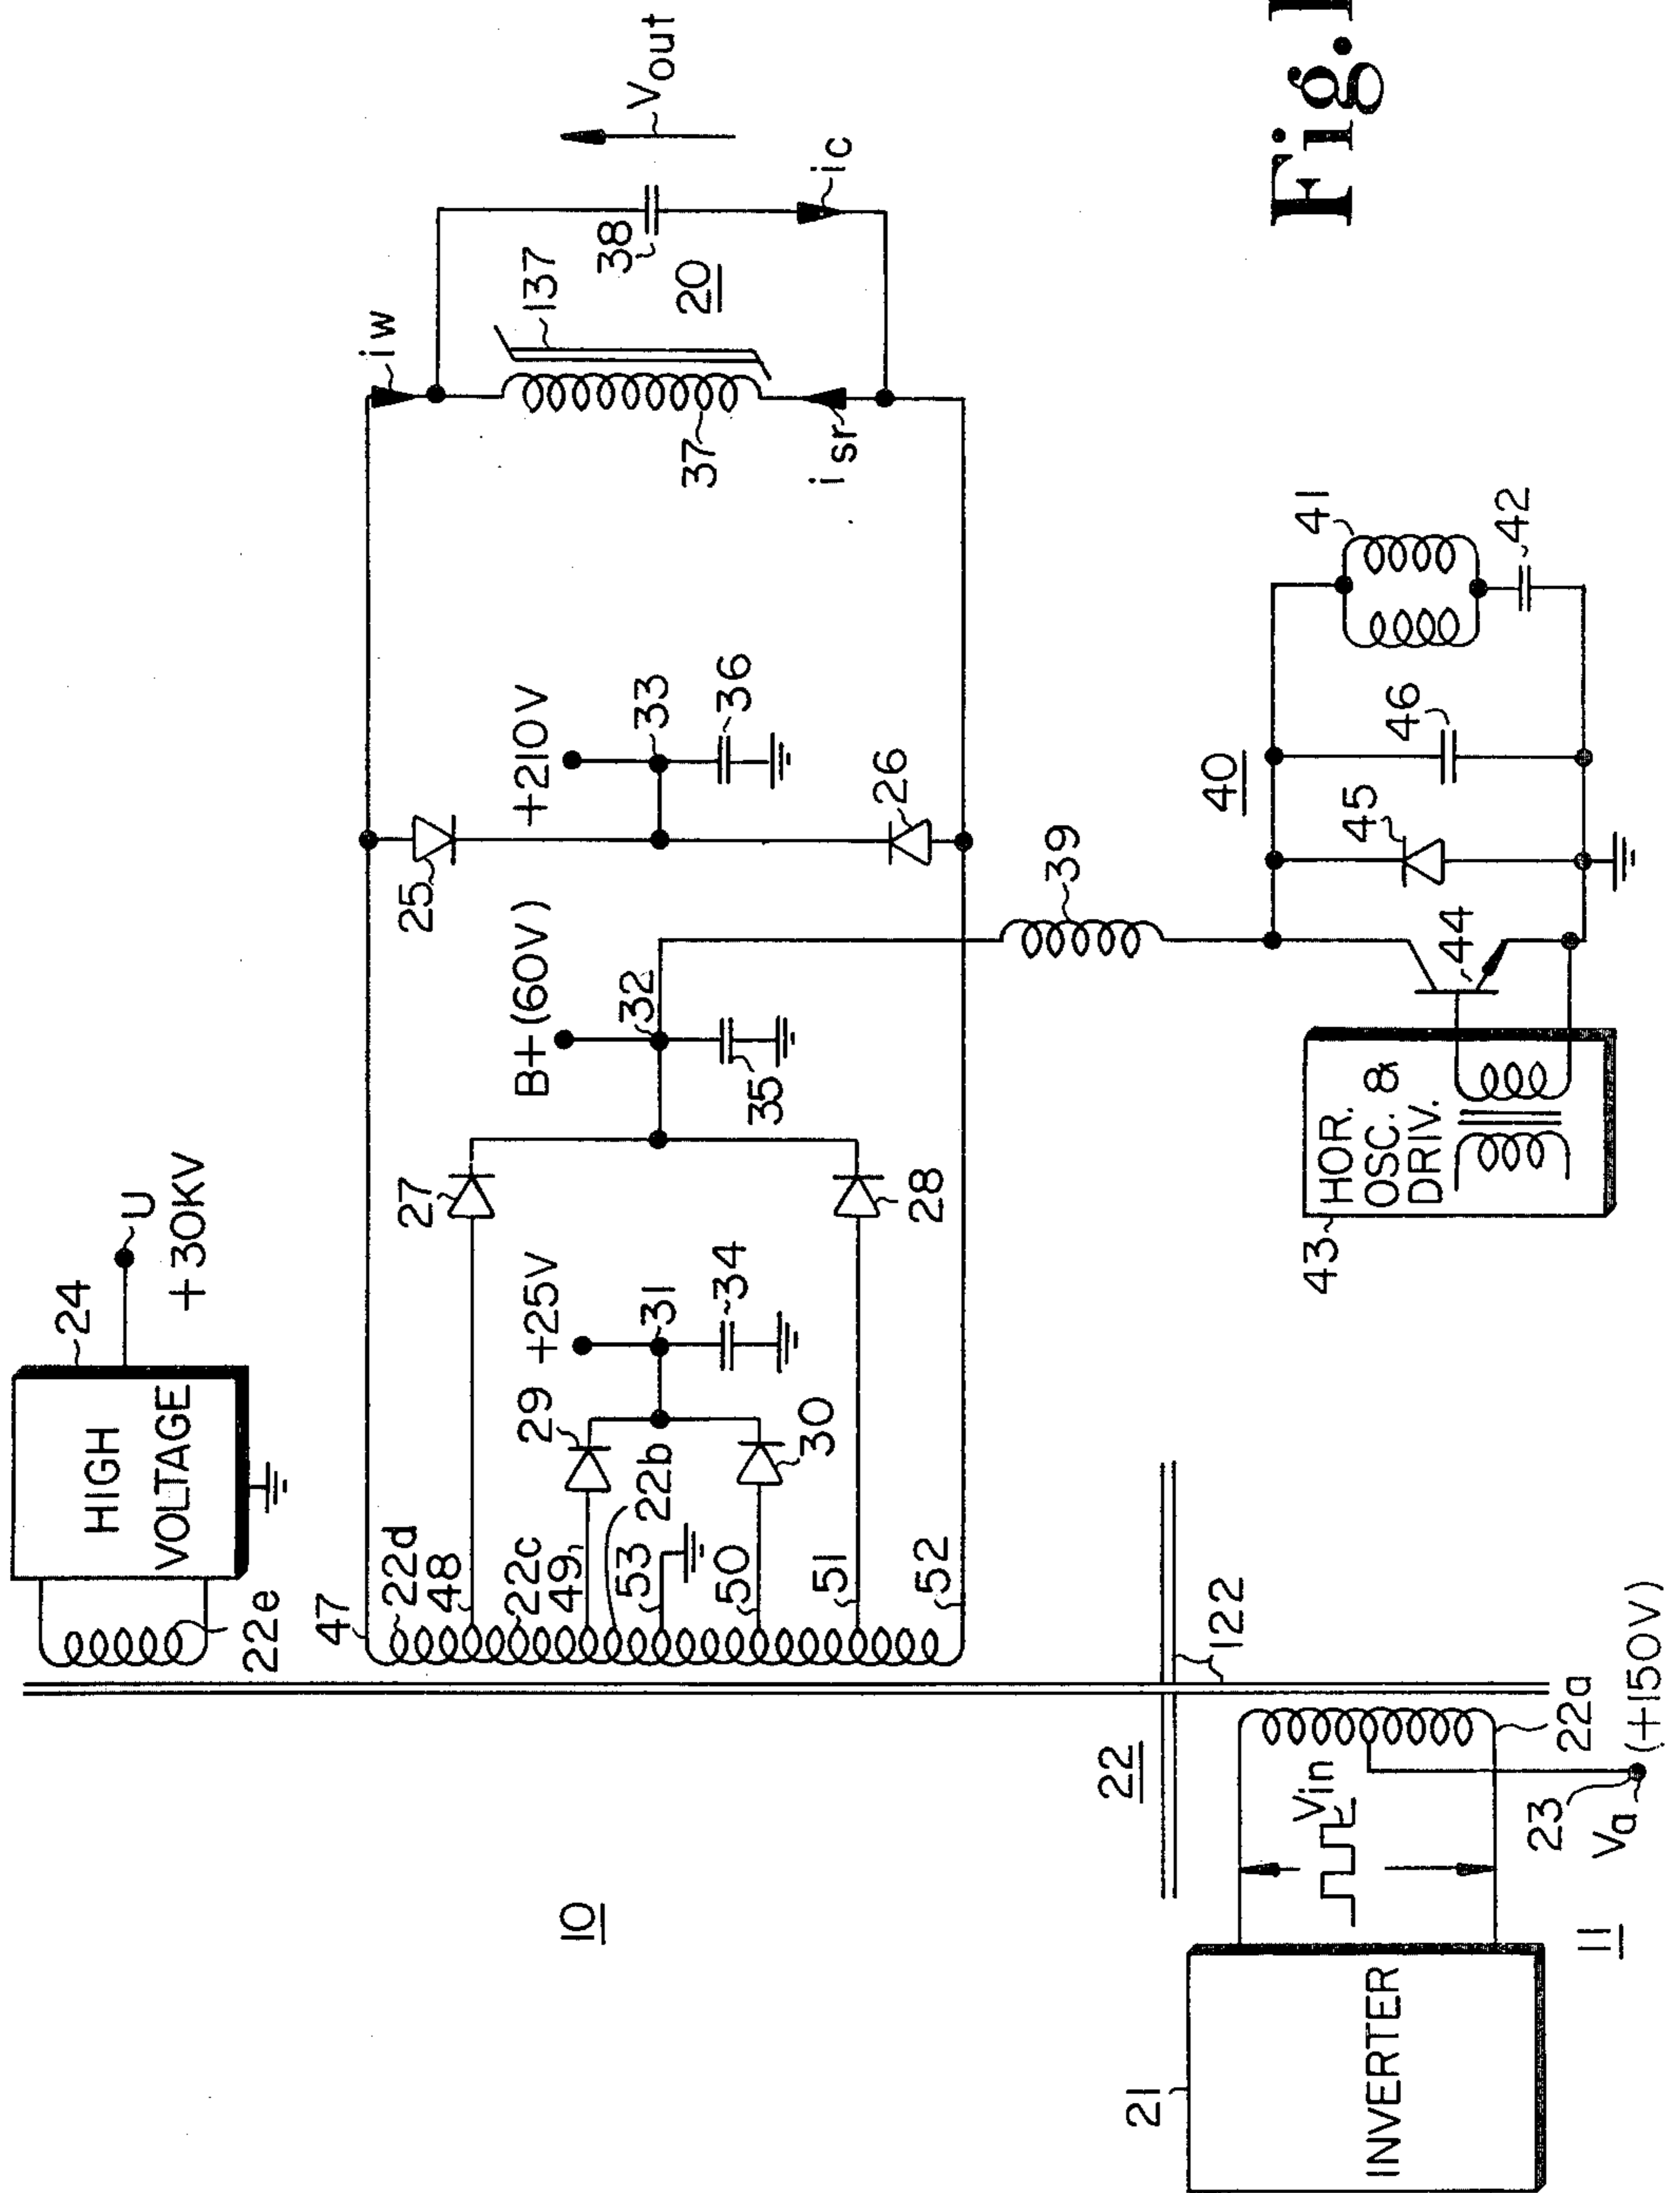 24
HIGH
VOLTAGE
U
+30KV
22e
47
22d
48
22c
49
22b
53
50
51
52
29
30
+25V
31
34
27
28
B+(60V)
32
35
25
+210V
33
36
26
iw
isr
37
137
38
20
ic
Vout
39
40
41
42
46
45
44
43
HOR.
OSC. &
DRIV.
10
22
122
21
INVERTER
Vin
22a
23
Va (+150V)
11
Fig. 1